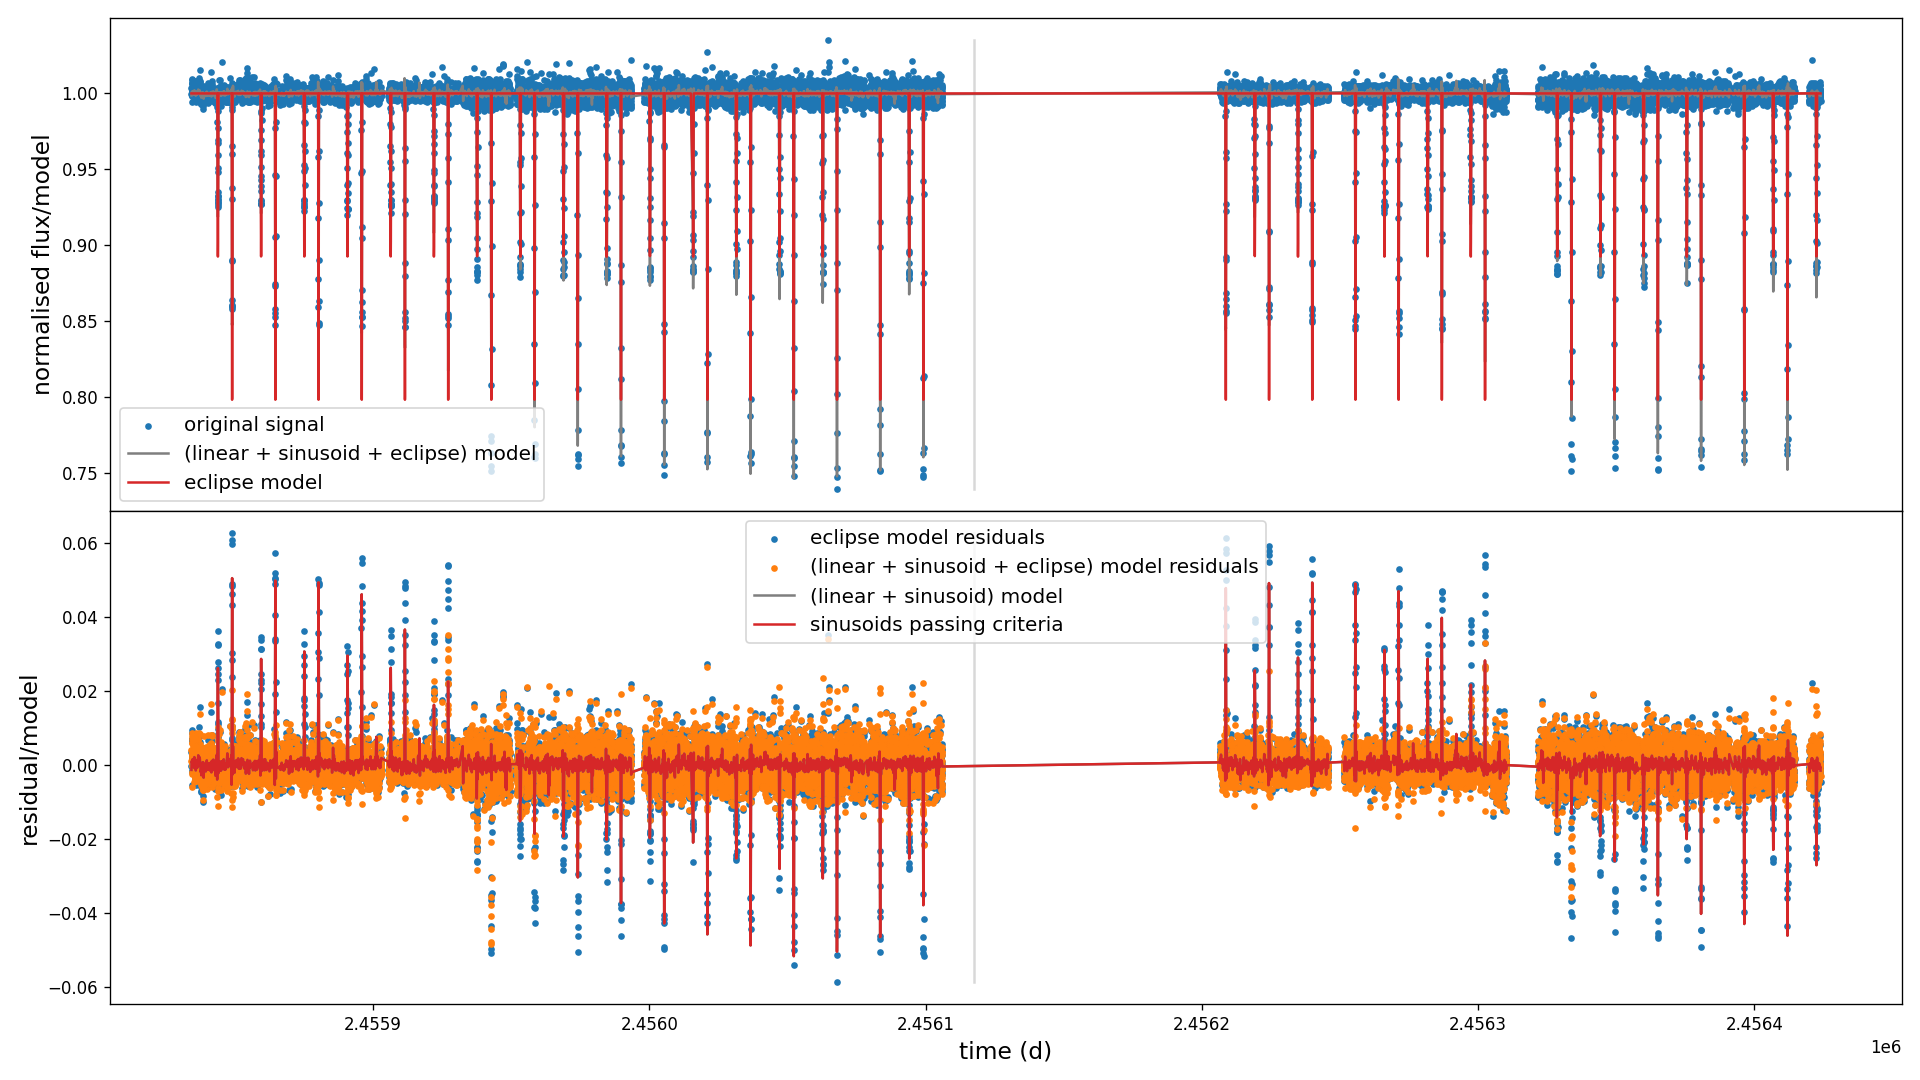 normalised flux/model
1.00
0.95
0.90
0.85
0.80
0.75
original signal
(linear + sinusoid + eclipse) model
eclipse model
residual/model
0.06
0.04
0.02
0.00
−0.02
−0.04
−0.06
eclipse model residuals
(linear + sinusoid + eclipse) model residuals
(linear + sinusoid) model
sinusoids passing criteria
2.4559
2.4560
2.4561
2.4562
2.4563
2.4564
1e6
time (d)